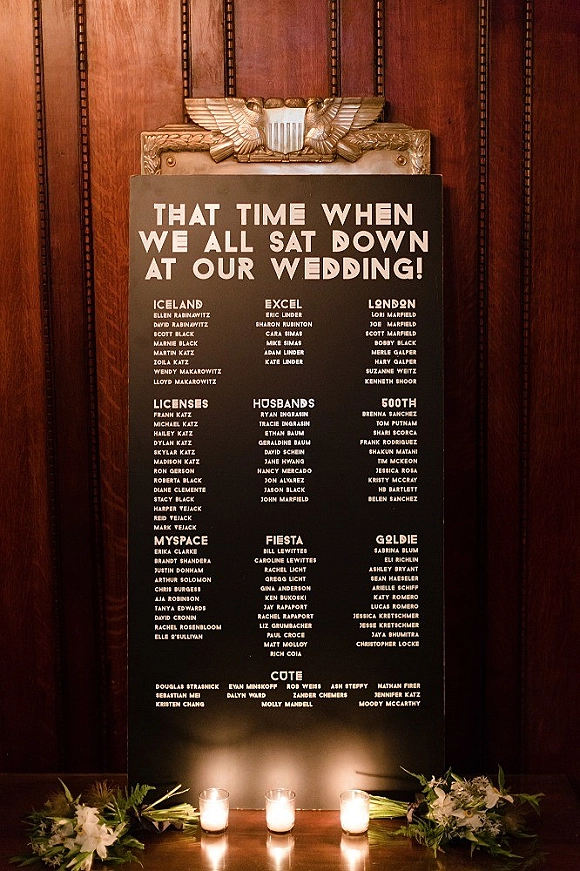 THAT TIME WHEN
WE ALL SAT DOWN
AT OUR WEDDING!
ICELAND
ELLEN RABINAWITZ
DAVID RABINAWITZ
SCOTT BLACK
MARNIE BLACK
MARTIN KATZ
ZOILA KATZ
WENDY MAKAROWITZ
LLOYD MAKAROWITZ
EXCEL
ERIC LINDER
SHARON RUBINTON
CARA SIMAS
MIKE SIMAS
ADAM LINDER
KATE LINDER
LONDON
LORI MARFIELD
JOE MARFIELD
SCOTT MARFIELD
BOBBY BLACK
MERLE GALPER
HARY GALPER
SUZANNE WEITZ
KENNETH SHOOR
LICENSES
FRANN KATZ
MICHAEL KATZ
HAILEY KATZ
DYLAN KATZ
SKYLAR KATZ
MADISON KATZ
RON GERSON
ROBERTA BLACK
DIANE CLEMENTE
STACY BLACK
HARPER VEJACK
REID VEJACK
MARK VEJACK
HUSBANDS
RYAN INGRASIN
TRACIE INGRASIN
ETHAN BAUM
GERALDINE BAUM
DAVID SCHEIN
JANE HWANG
NANCY MERCADO
JON ALVAREZ
JASON BLACK
JOHN MARFIELD
500TH
BRENNA SANCHEZ
TOM PUTNAM
SHARI SCORCA
FRANK RODRIGUEZ
SHAKUN MATAHI
TIM MCKEON
JESSICA ROSA
KRISTY MCCRAY
HD BARTLETT
BELEN SANCHEZ
MYSPACE
ERIKA CLARKE
BRANDT SHANDERA
JUSTIN DONHAM
ARTHUR SOLOMON
CHRIS BURGESS
AJA ROBINSON
TANYA EDWARDS
DAVID CRONIN
RACHEL ROSENBLOOM
ELLE O'SULLIVAN
FIESTA
BILL LEWITTES
CAROLINE LEWITTES
RACHEL LICHT
GREGG LICHT
GINA ANDERSON
KEN BUKOSKI
JAY RAPAPORT
RACHEL RAPAPORT
LIZ GRUMBACHER
PAUL CROCE
MATT MOLLOY
RICH COIA
GOLDIE
SABRINA BLUM
ELI RICHLIN
ASHLEY BRYANT
SEAN HAESELER
ARIELLE SCHIFF
KATY ROMERO
LUCAS ROMERO
JESSICA KRETSCHMER
JESSE KRETSCHMER
JAYA BHUMITRA
CHRISTOPHER LOCKE
CUTE
DOUGLAS STRASNICK EVAN MINSKOFF ROB WEISS ASH STEFFY NATHAN FIRER
SEBASTIAN MEI DALYN WARD ZANDER CHEMERS JENNIFER KATZ
KRISTEN CHANG MOLLY MANDELL MOODY MCCARTHY